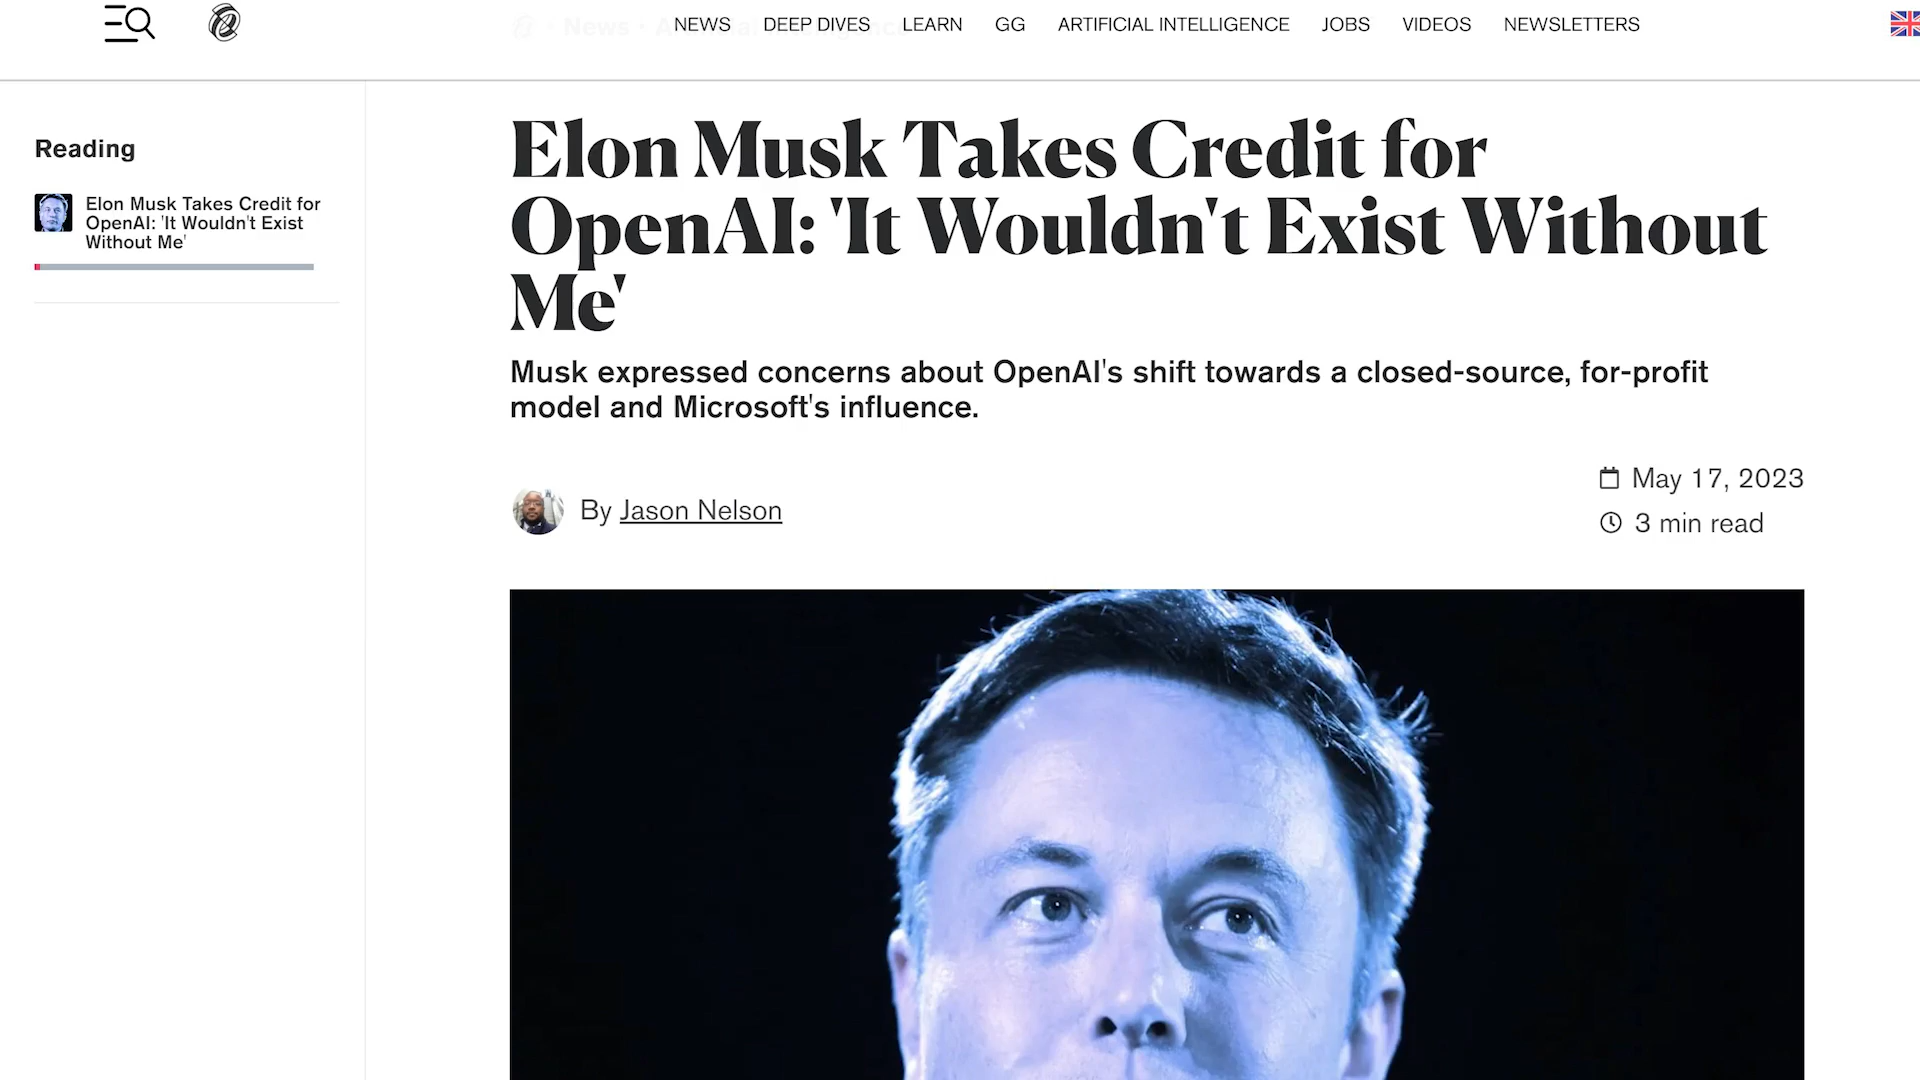 NEWS DEEP DIVES LEARN GG ARTIFICIAL INTELLIGENCE JOBS VIDEOS NEWSLETTERS
Reading
Elon Musk Takes Credit for
OpenAI: 'It Wouldn't Exist
Without Me'
Elon Musk Takes Credit for
OpenAI: 'It Wouldn't Exist Without
Me'
Musk expressed concerns about OpenAI's shift towards a closed-source, for-profit
model and Microsoft's influence.
By Jason Nelson
May 17, 2023
3 min read